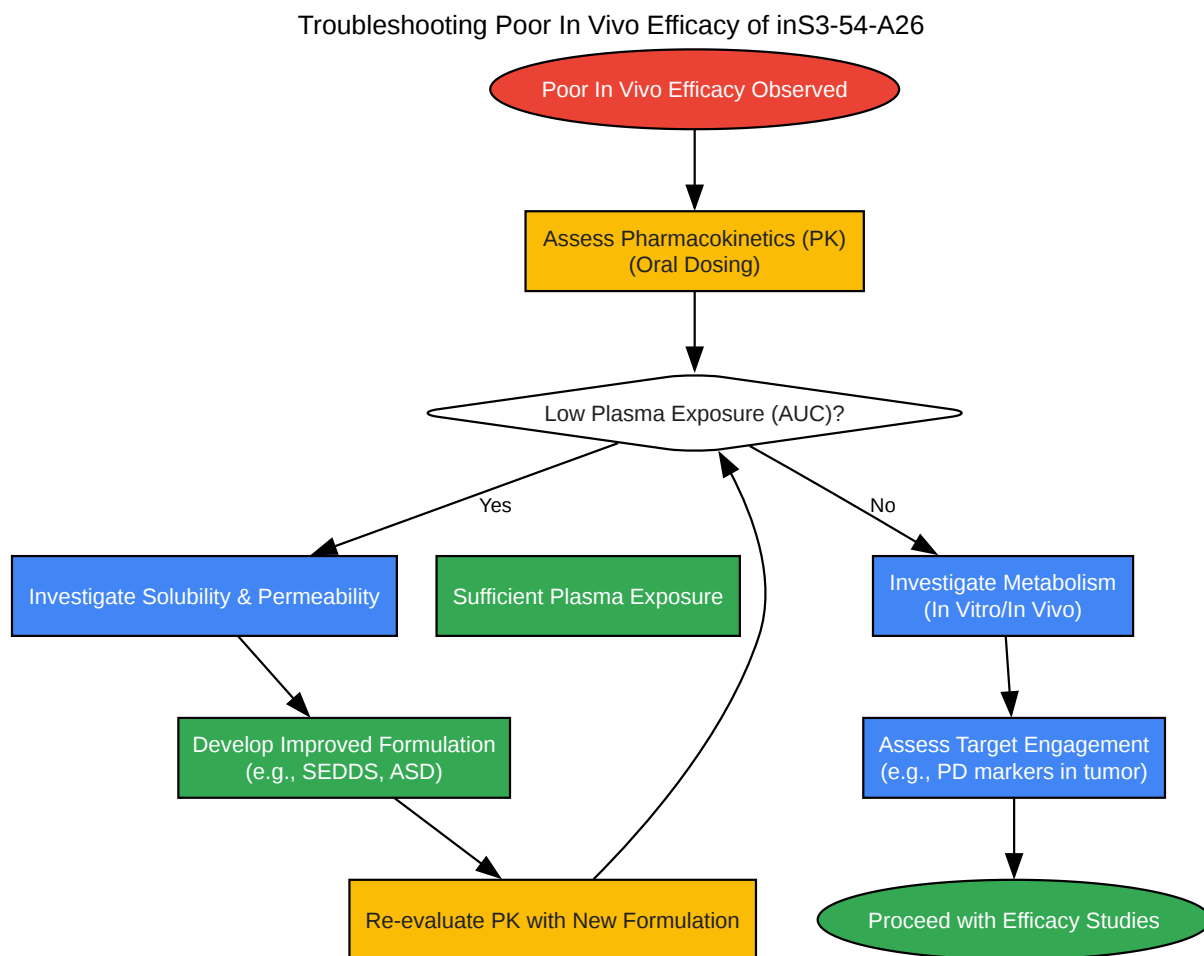 Troubleshooting Poor In Vivo Efficacy of inS3-54-A26
Poor In Vivo Efficacy Observed
Assess Pharmacokinetics (PK)
(Oral Dosing)
Low Plasma Exposure (AUC)?
Yes
No
Investigate Solubility & Permeability
Sufficient Plasma Exposure
Investigate Metabolism
(In Vitro/In Vivo)
Develop Improved Formulation
(e.g., SEDDS, ASD)
Assess Target Engagement
(e.g., PD markers in tumor)
Re-evaluate PK with New Formulation
Proceed with Efficacy Studies